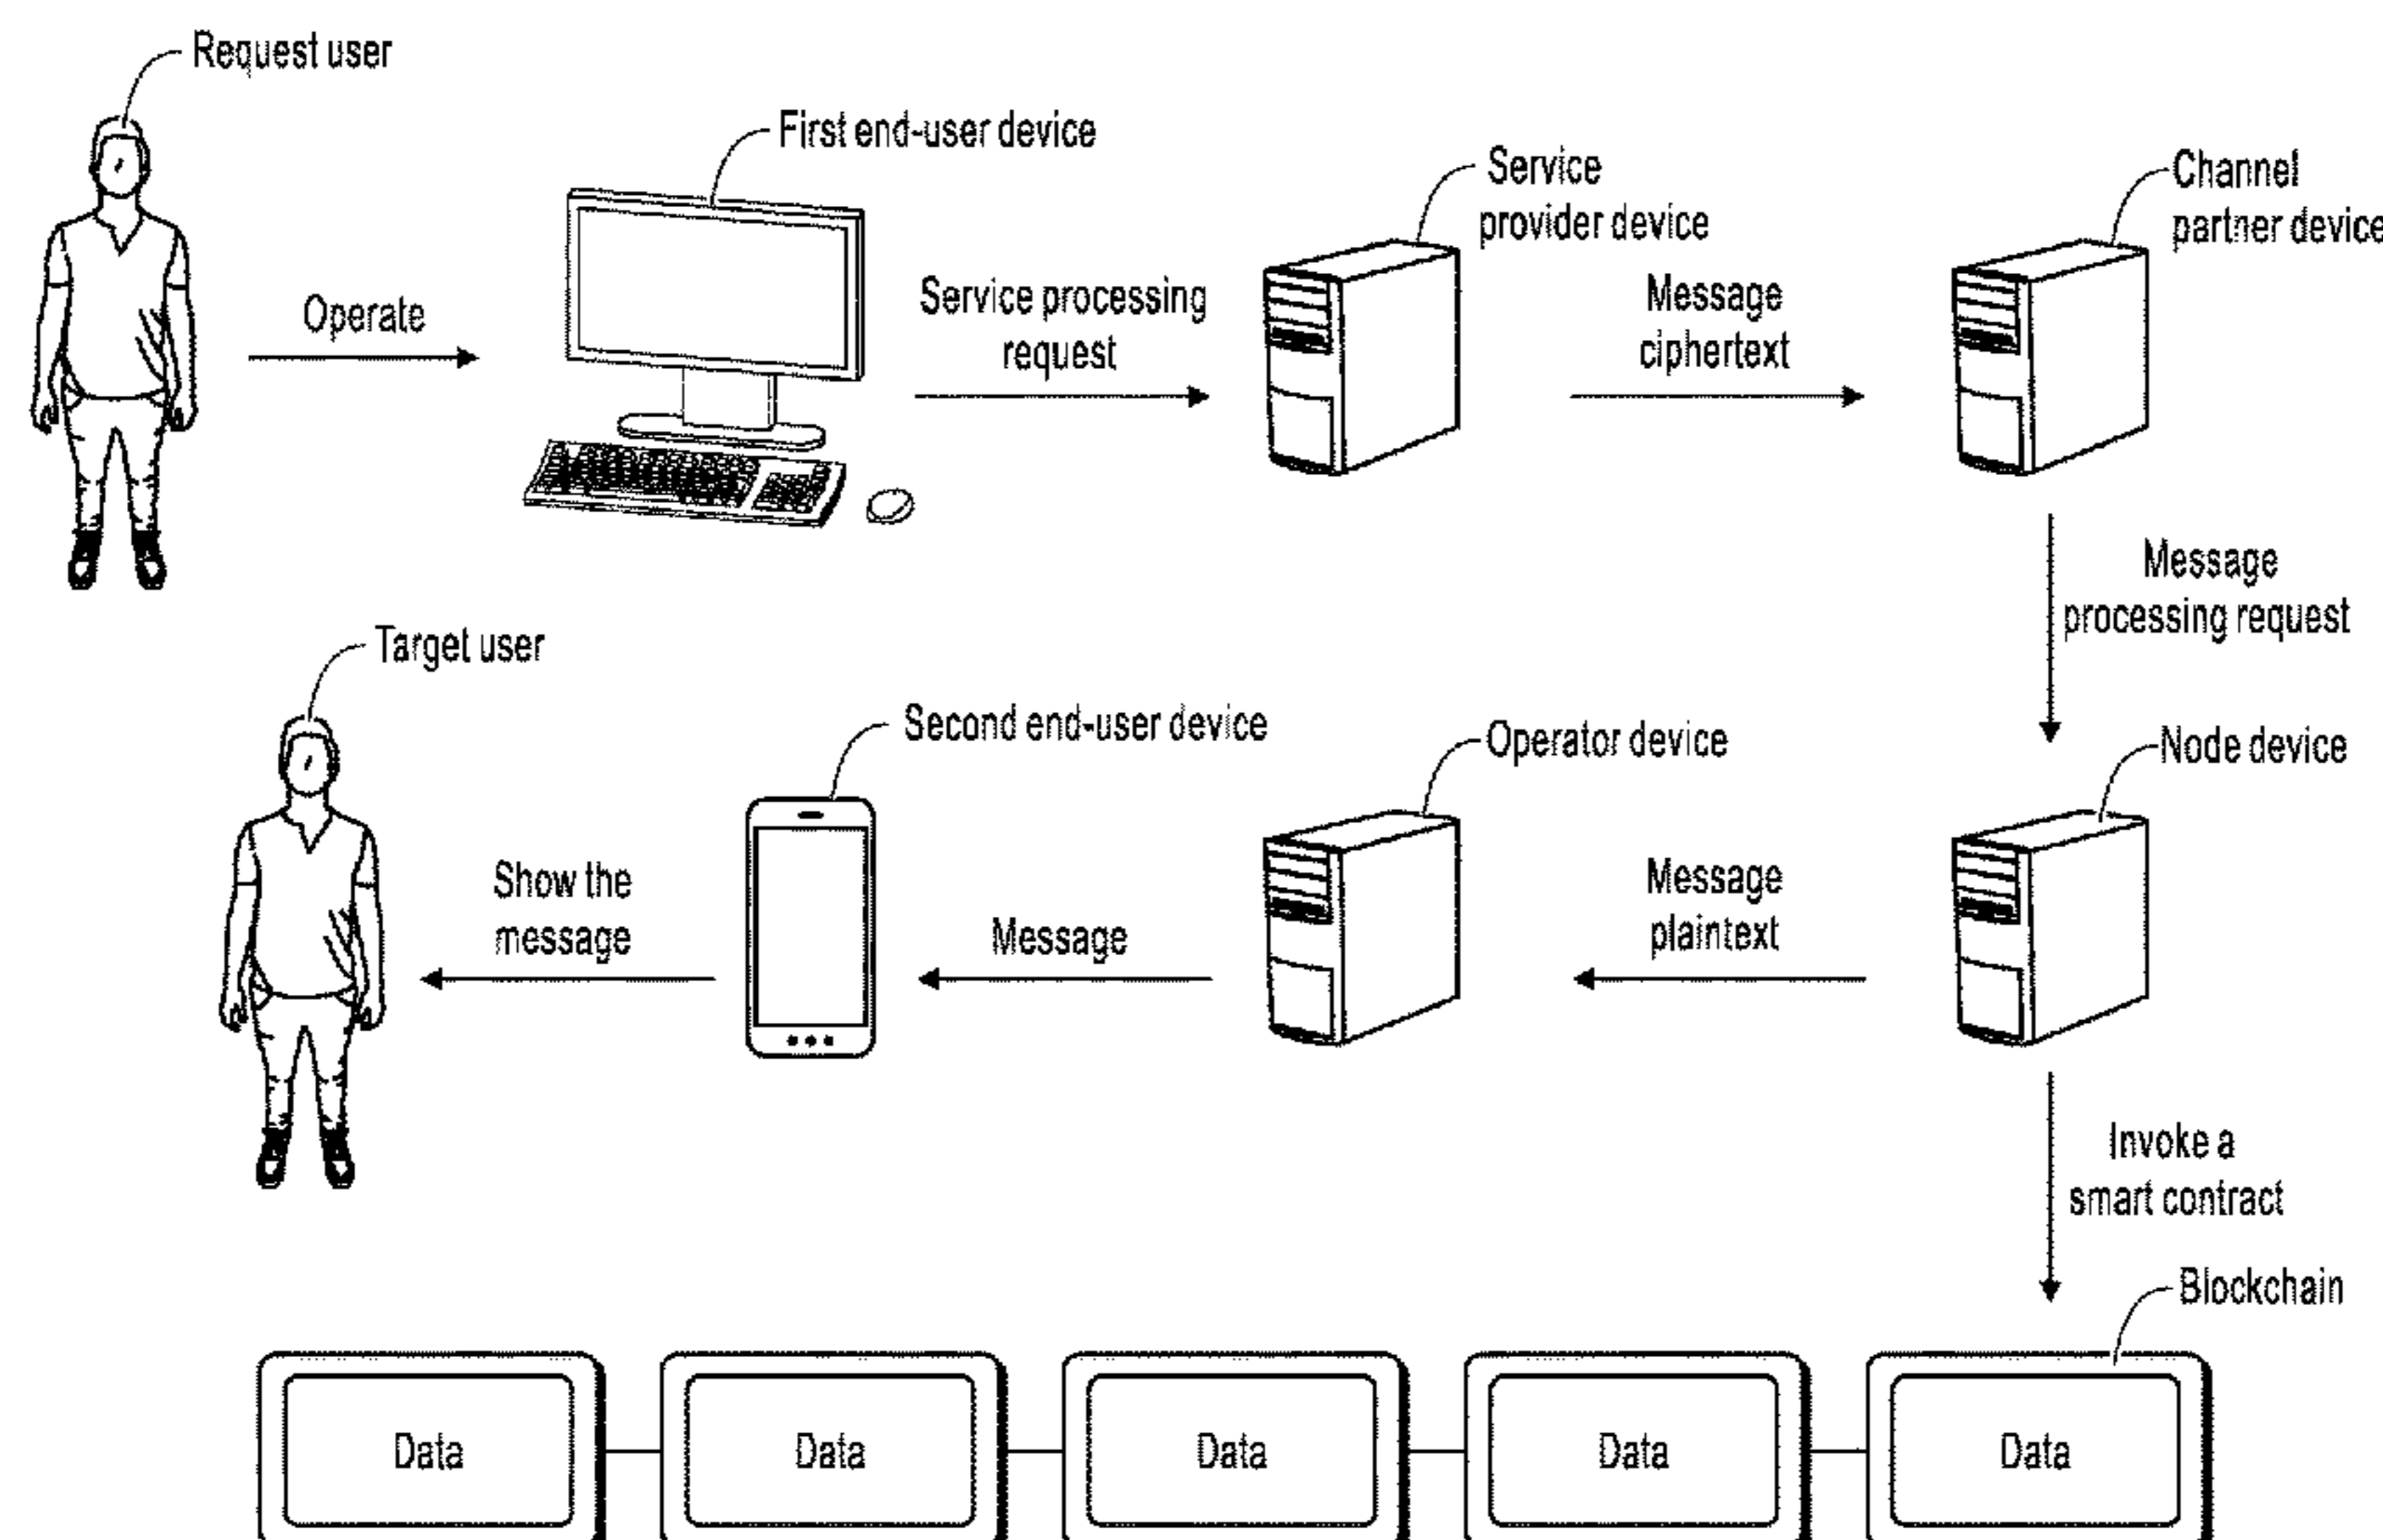 Request user
First end-user device
Service
provider device
Channel
partner device
Operate
Service processing
request
Message
ciphertext
Message
processing request
Target user
Second end-user device
Operator device
Node device
Show the
message
Message
Message
plaintext
Invoke a
smart contract
Blockchain
Data
Data
Data
Data
Data